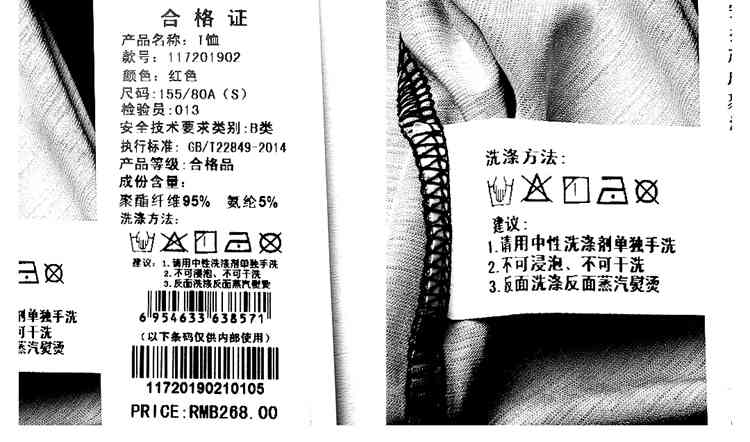 合格证
产品名称：T恤
款号：117201902
颜色：红色
尺码：155/80A（S）
检验员：013
安全技术要求类别：B类
执行标准：GB/T22849-2014
产品等级：合格品
成份含量：
聚酯纤维95% 氨纶5%
洗涤方法：
建议：1.请用中性洗涤剂单独手洗
2.不可浸泡、不可干洗
3.反面洗涤反面蒸汽熨烫
6 954633 638571
（以下条码仅供内部使用）
11720190210105
PRICE:RMB268.00
剂单独手洗
可干洗
蒸汽熨烫
洗涤方法：
建议：
1.请用中性洗涤剂单独手洗
2.不可浸泡、不可干洗
3.反面洗涤反面蒸汽熨烫